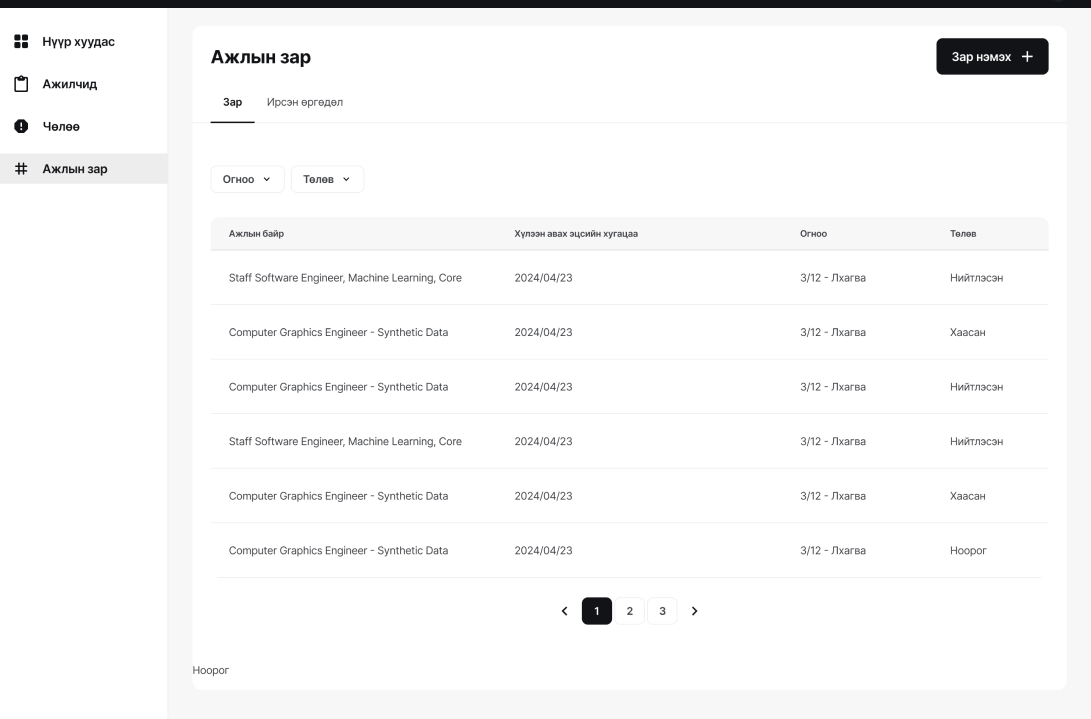 Нүүр хуудас
Ажилчид
Чөлөө
Ажлын зар
Ажлын зар
Зар нэмэх
Зар Ирсэн өргөдөл
Огноо Төлөв
Ажлын байр Хүлээн авах эцсийн хугацаа Огноо Төлөв
Staff Software Engineer, Machine Learning, Core 2024/04/23 3/12 - Лхагва Нийтлэсэн
Computer Graphics Engineer - Synthetic Data 2024/04/23 3/12 - Лхагва Хаасан
Computer Graphics Engineer - Synthetic Data 2024/04/23 3/12 - Лхагва Нийтлэсэн
Staff Software Engineer, Machine Learning, Core 2024/04/23 3/12 - Лхагва Нийтлэсэн
Computer Graphics Engineer - Synthetic Data 2024/04/23 3/12 - Лхагва Хаасан
Computer Graphics Engineer - Synthetic Data 2024/04/23 3/12 - Лхагва Ноорог
1 2 3
Ноорог